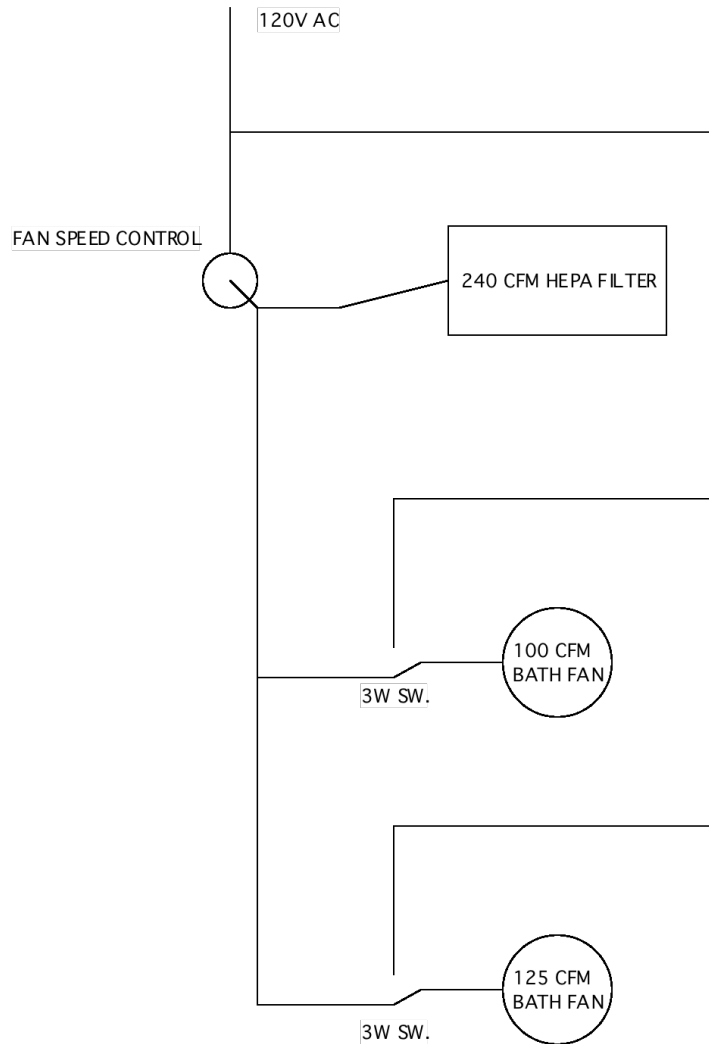 120V AC
FAN SPEED CONTROL
240 CFM HEPA FILTER
100 CFM
BATH FAN
3W SW.
125 CFM
BATH FAN
3W SW.